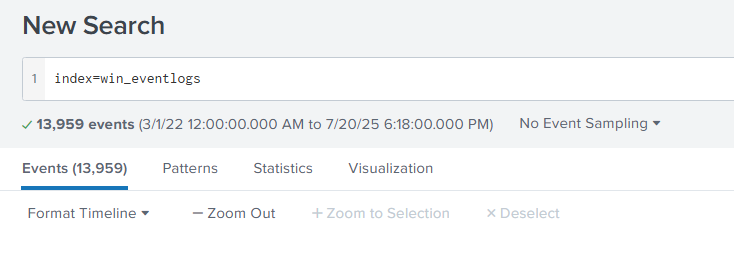 New Search
1 index=win_eventlogs
✓ 13,959 events (3/1/22 12:00:00.000 AM to 7/20/25 6:18:00.000 PM) No Event Sampling ▾
Events (13,959) Patterns Statistics Visualization
Format Timeline ▾ — Zoom Out + Zoom to Selection × Deselect